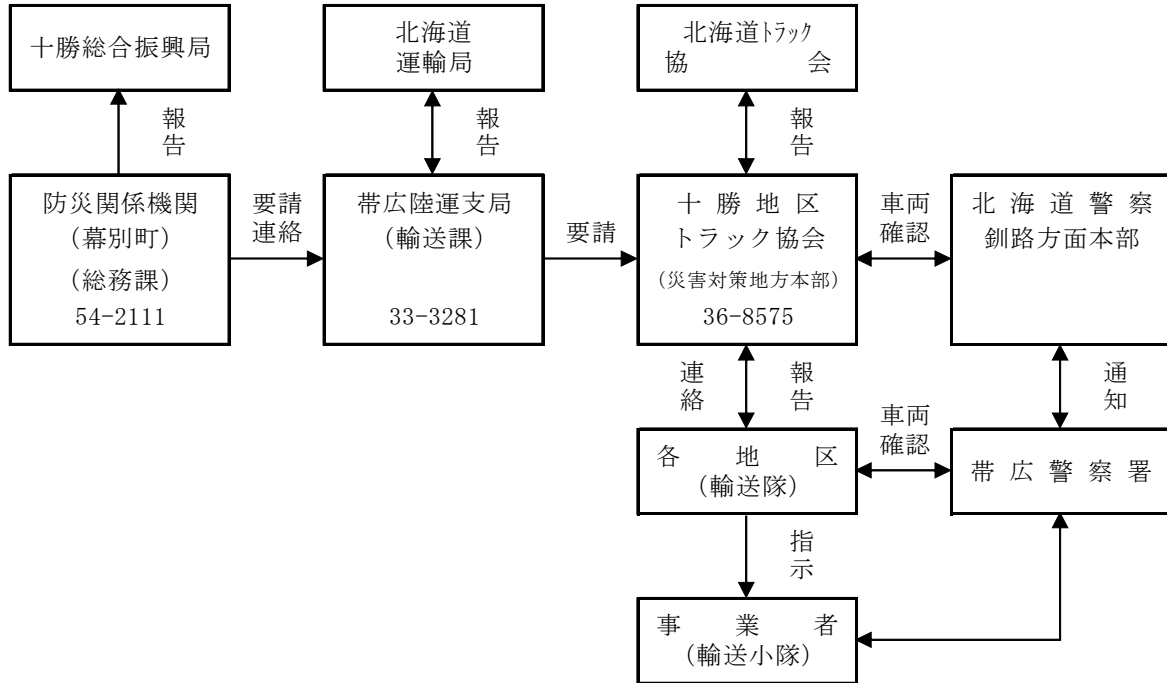 十勝総合振興局
北海道
運輸局
北海道トラック
協会
報告
報告
報告
防災関係機関
(幕別町)
(総務課)
54-2111
要請
連絡
帯広陸運支局
(輸送課)
33-3281
要請
十勝地区
トラック協会
(災害対策地方本部)
36-8575
車両
確認
北海道警察
釧路方面本部
連絡
報告
通知
各地区
(輸送隊)
車両
確認
帯広警察署
指示
事業者
(輸送小隊)